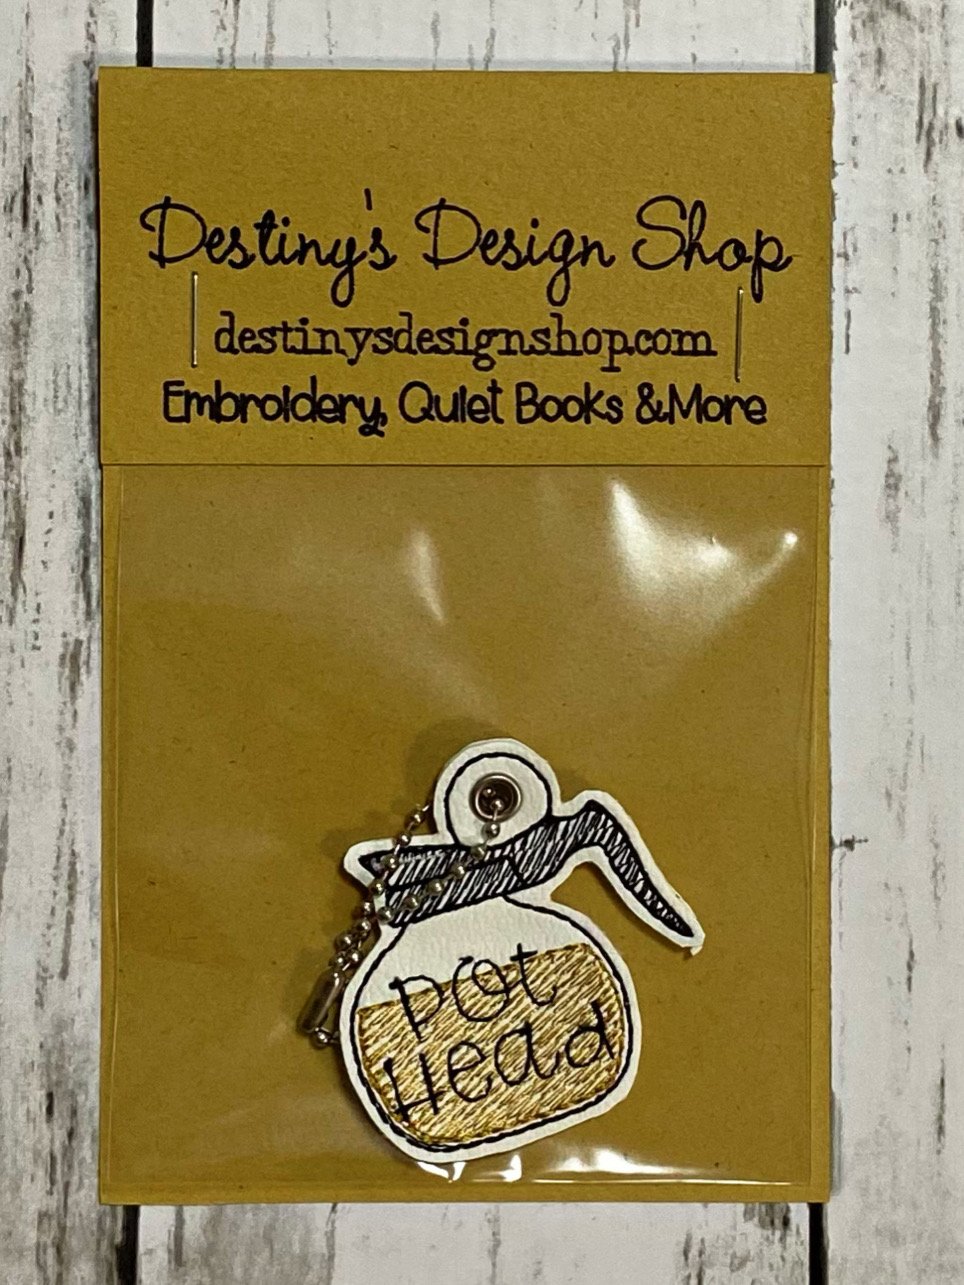 Destiny's Design Shop
destinysdesignshop.com
Embroidery, Quiet Books &More
Pot
Head